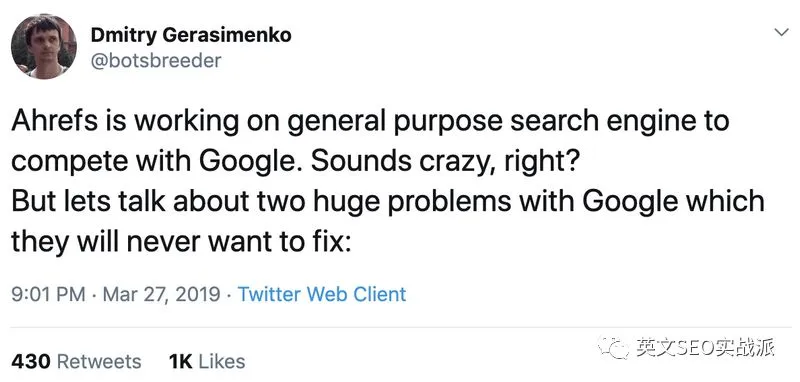 Dmitry Gerasimenko
@botsbreeder
Ahrefs is working on general purpose search engine to
compete with Google. Sounds crazy, right?
But lets talk about two huge problems with Google which
they will never want to fix:
9:01 PM · Mar 27, 2019 · Twitter Web Client
430 Retweets 1K Likes
英文SEO实战派